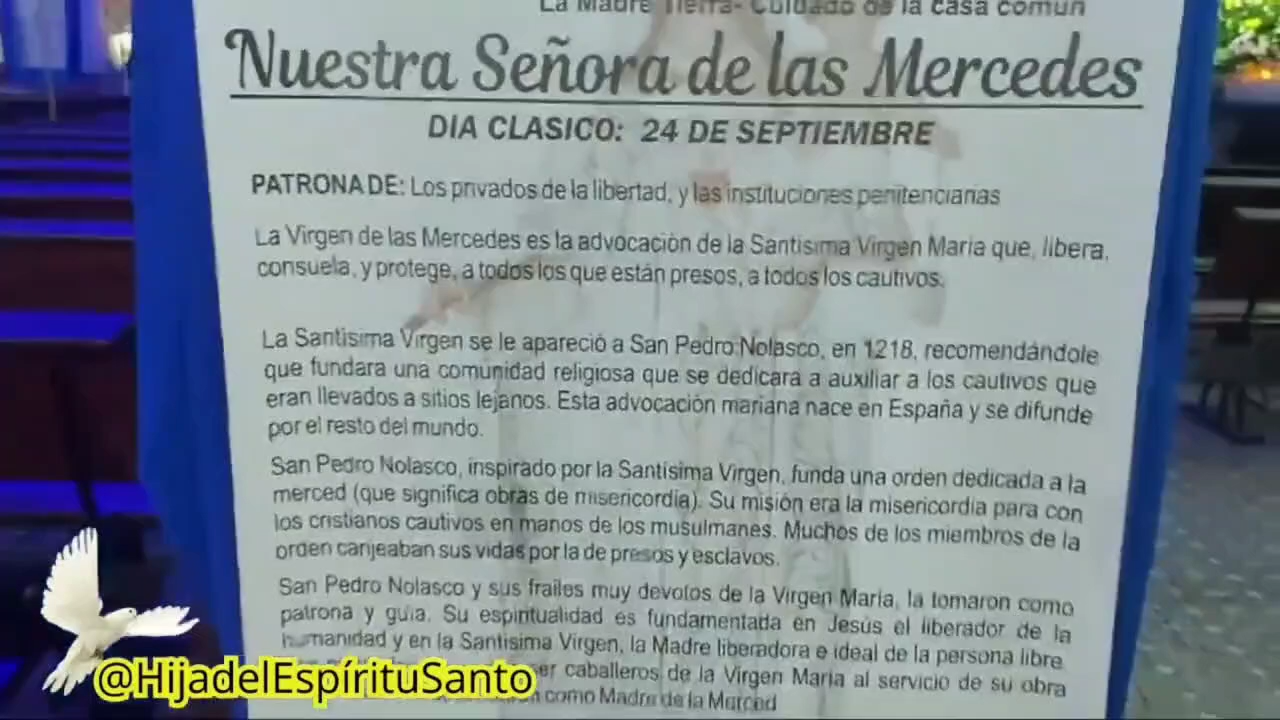 La Madre Tierra- Cuidado de la casa común
Nuestra Señora de las Mercedes
DIA CLASICO: 24 DE SEPTIEMBRE
PATRONA DE: Los privados de la libertad, y las instituciones penitenciarias
La Virgen de las Mercedes es la advocación de la Santísima Virgen María que, libera,
consuela, y protege, a todos los que están presos, a todos los cautivos.
La Santísima Virgen se le apareció a San Pedro Nolasco, en 1218, recomendándole
que fundara una comunidad religiosa que se dedicara a auxiliar a los cautivos que
eran llevados a sitios lejanos. Esta advocación mariana nace en España y se difunde
por el resto del mundo.
San Pedro Nolasco, inspirado por la Santísima Virgen, funda una orden dedicada a la
merced (que significa obras de misericordia). Su misión era la misericordia para con
los cristianos cautivos en manos de los musulmanes. Muchos de los miembros de la
orden canjeaban sus vidas por la de presos y esclavos.
San Pedro Nolasco y sus frailes muy devotos de la Virgen María, la tomaron como
patrona y guía. Su espiritualidad es fundamentada en Jesús el liberador de la
humanidad y en la Santísima Virgen, la Madre liberadora e ideal de la persona libre
ser caballeros de la Virgen María al servicio de su obra
como Madre de la Merced
@HijadelEspírituSanto